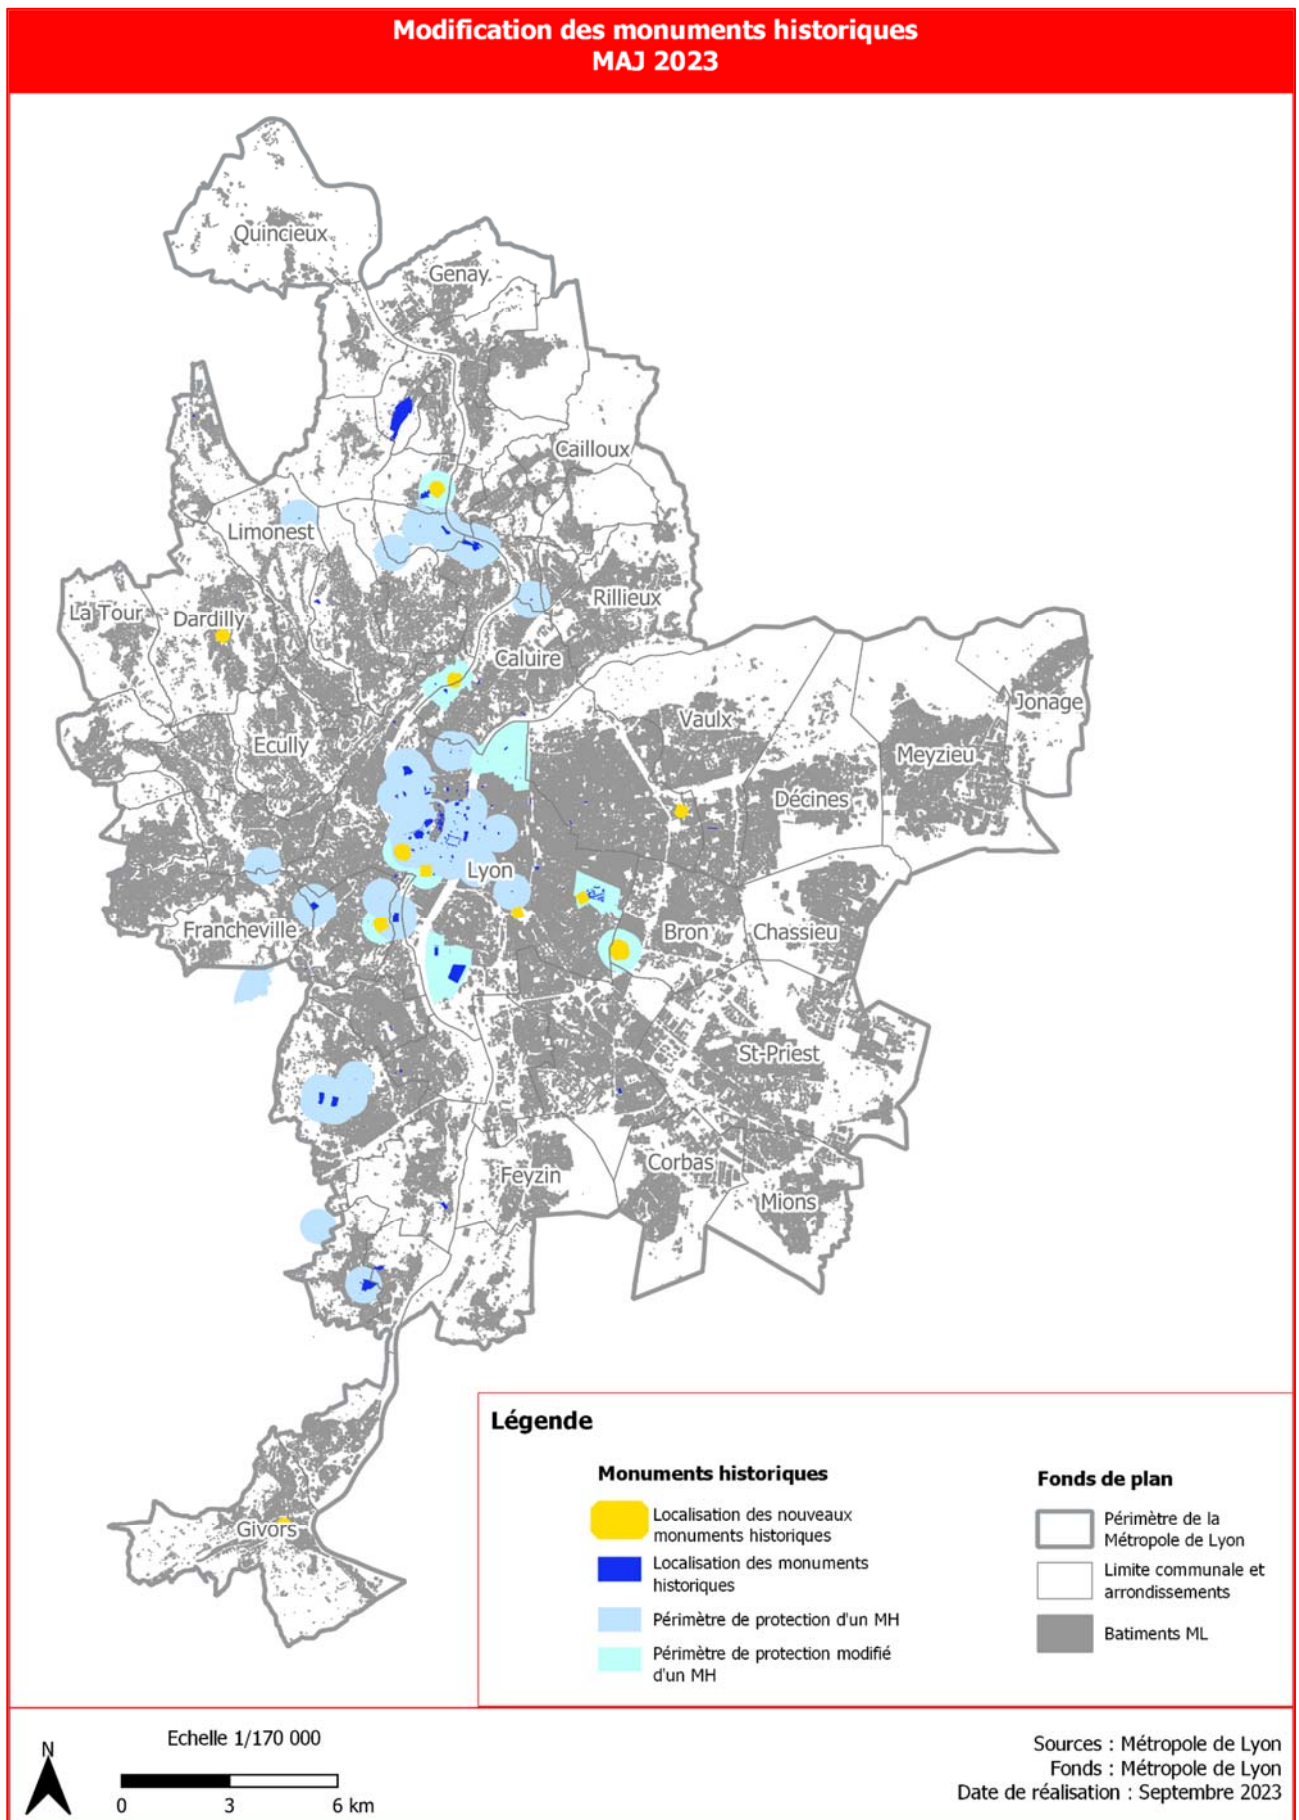 Modification des monuments historiques
MAJ 2023
Quincieux
Genay
Cailloux
Limonest
Rillieux
La Tour
Dardilly
Caluire
Jonage
Vaulx
Ecully
Meyzieu
Décines
Lyon
Francheville
Bron
Chassieu
St-Priest
Corbas
Feyzin
Mions
Givors
Légende
Monuments historiques
Localisation des nouveaux
monuments historiques
Localisation des monuments
historiques
Périmètre de protection d'un MH
Périmètre de protection modifié
d'un MH
Fonds de plan
Périmètre de la
Métropole de Lyon
Limite communale et
arrondissements
Batiments ML
N
Echelle 1/170 000
0 3 6 km
Sources : Métropole de Lyon
Fonds : Métropole de Lyon
Date de réalisation : Septembre 2023